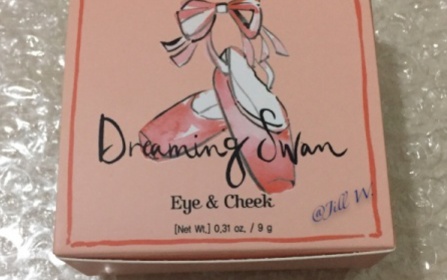 Dreaming Swan
Eye & Cheek
[Net Wt.] 0.31 oz. / 9 g
@Jill W.